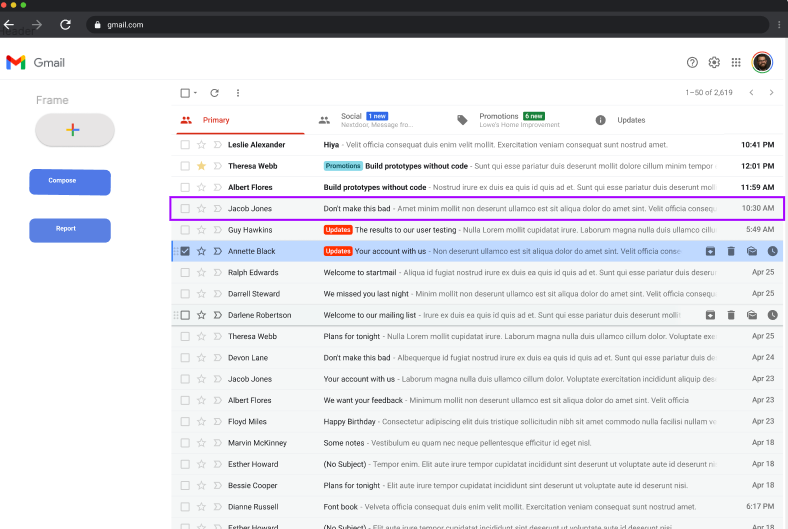 gmail.com
Gmail
1–50 of 2,619
Frame
Compose
Report
Primary
Social 1 new
Nextdoor, Message fro...
Promotions 6 new
Lowe's Home Improvement
Updates
Leslie Alexander Hiya - Velit officia consequat duis enim velit mollit. Exercitation veniam consequat sunt nostrud amet. 10:41 PM
Theresa Webb Promotions Build prototypes without code - Sunt qui esse pariatur duis deserunt mollit dolore cillum minim tempor 12:01 PM
Albert Flores Build prototypes without code - Nostrud irure ex duis ea quis id quis ad et. Sunt qui esse pariatur duis deserunt moll 11:59 AM
Jacob Jones Don't make this bad - Amet minim mollit non deserunt ullamco est sit aliqua dolor do amet sint. Velit officia conseq 10:30 AM
Guy Hawkins Updates The results to our user testing - Nulla Lorem mollit cupidatat irure. Laborum magna nulla duis ullamco cillu 5:49 AM
Annette Black Updates Your account with us - Non deserunt ullamco est sit aliqua dolor do amet sint. Velit officia conse
Ralph Edwards Welcome to startmail - Aliqua id fugiat nostrud irure ex duis ea quis id quis ad et. Sunt qui esse pariatur duis deseru Apr 25
Darrell Steward We missed you last night - Minim mollit non deserunt ullamco est sit aliqua dolor do amet sint. Velit officia consequ Apr 25
Darlene Robertson Welcome to our mailing list - Irure ex duis ea quis id quis ad et. Sunt qui esse pariatur duis deserunt molli
Theresa Webb Plans for tonight - Nulla Lorem mollit cupidatat irure. Laborum magna nulla duis ullamco cillum dolor. Voluptate exe Apr 25
Devon Lane Don't make this bad - Albequerque id fugiat nostrud irure ex duis ea quis id quis ad et. Sunt qui esse pariatur duis de Apr 24
Jacob Jones Your account with us - Laborum magna nulla duis ullamco cillum dolor. Voluptate exercitation incididunt aliquip des Apr 23
Albert Flores We want your feedback - Minimum mollit non deserunt ullamco est sit aliqua dolor do amet sint. Velit officia Apr 23
Floyd Miles Happy Birthday - Consectetur adipiscing elit duis tristique sollicitudin nibh sit amet commodo nulla facilisi nullam v Apr 23
Marvin McKinney Some notes - Vestibulum eu quam nec neque pellentesque efficitur id eget nisl. Apr 18
Esther Howard (No Subject) - Tempor enim. Elit aute irure tempor cupidatat incididunt sint deserunt ut voluptate aute id deserunt ni Apr 18
Bessie Cooper Plans for tonight - Elit aute irure tempor cupidatat incididunt sint deserunt ut voluptate aute id deserunt nisi. Apr 18
Dianne Russell Font book - Velveta officia consequat duis enim velit mollit. Exercitation veniam consequat sunt nostrud amet. 6:17 PM
Esther Howard (No Subject) - Elit aute irure tempor cupidatat incididunt sint deserunt ut voluptate aute id deserunt nisi. Apr 18